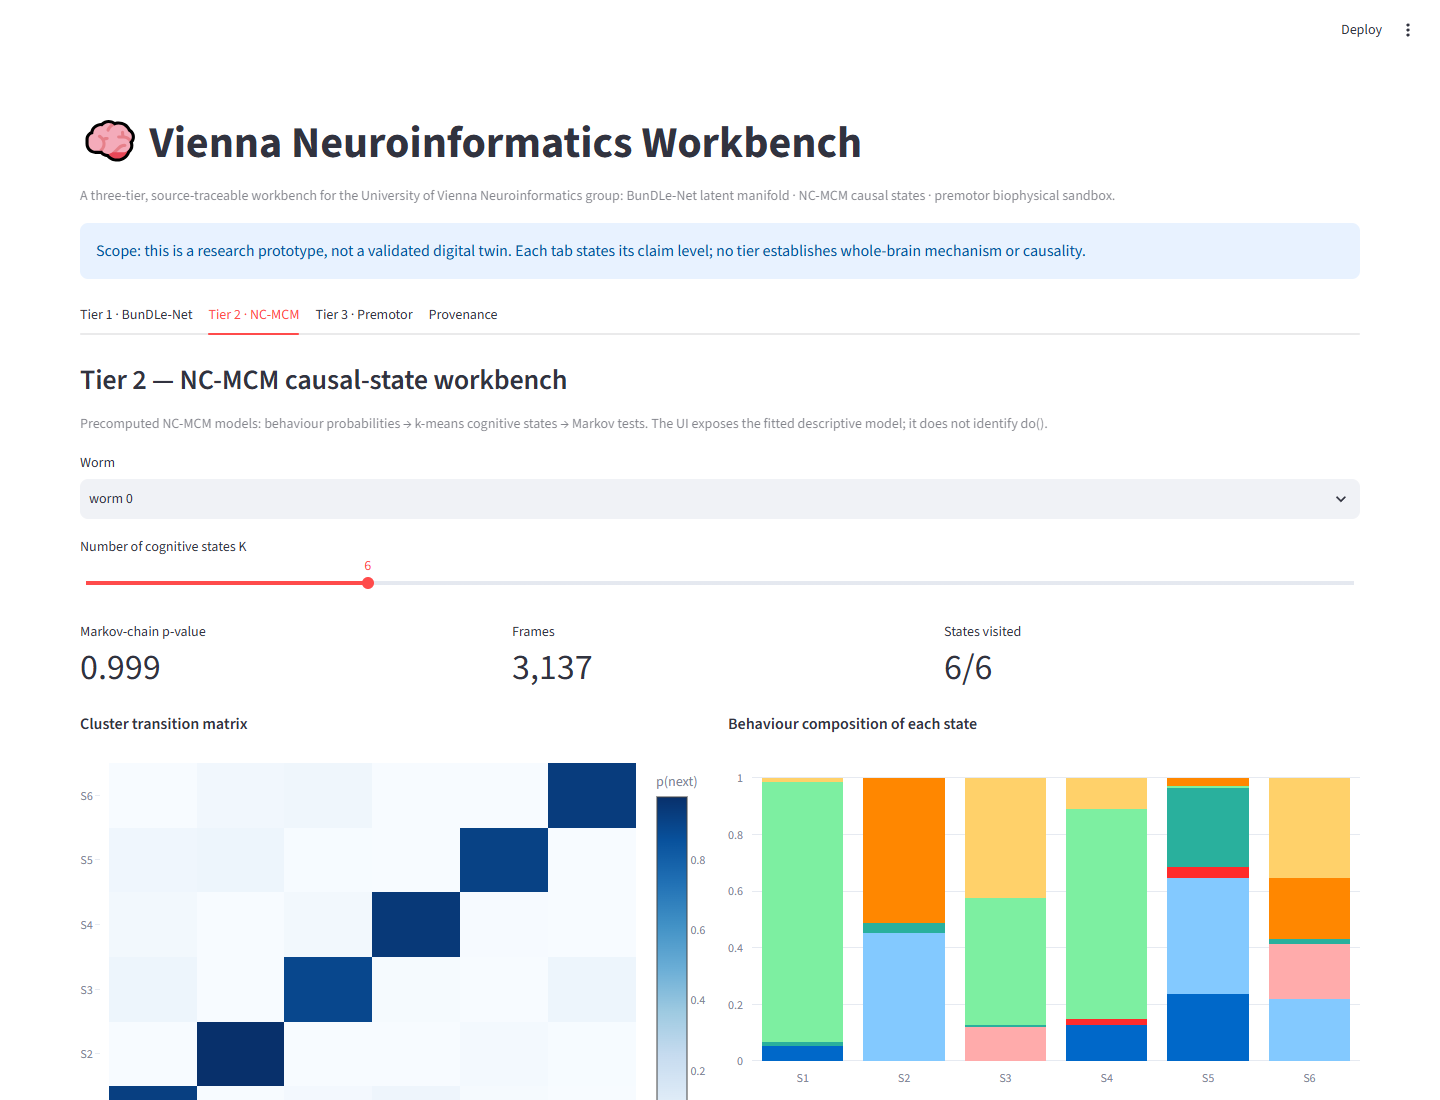 Deploy
Vienna Neuroinformatics Workbench
A three-tier, source-traceable workbench for the University of Vienna Neuroinformatics group: BunDLe-Net latent manifold · NC-MCM causal states · premotor biophysical sandbox.
Scope: this is a research prototype, not a validated digital twin. Each tab states its claim level; no tier establishes whole-brain mechanism or causality.
Tier 1 · BunDLe-Net Tier 2 · NC-MCM Tier 3 · Premotor Provenance
Tier 2 — NC-MCM causal-state workbench
Precomputed NC-MCM models: behaviour probabilities → k-means cognitive states → Markov tests. The UI exposes the fitted descriptive model; it does not identify do().
Worm
worm 0
Number of cognitive states K
6
Markov-chain p-value Frames States visited
0.999 3,137 6/6
Cluster transition matrix
S6
S5
S4
S3
S2
p(next)
0.8
0.6
0.4
0.2
Behaviour composition of each state
1
0.8
0.6
0.4
0.2
0
S1 S2 S3 S4 S5 S6